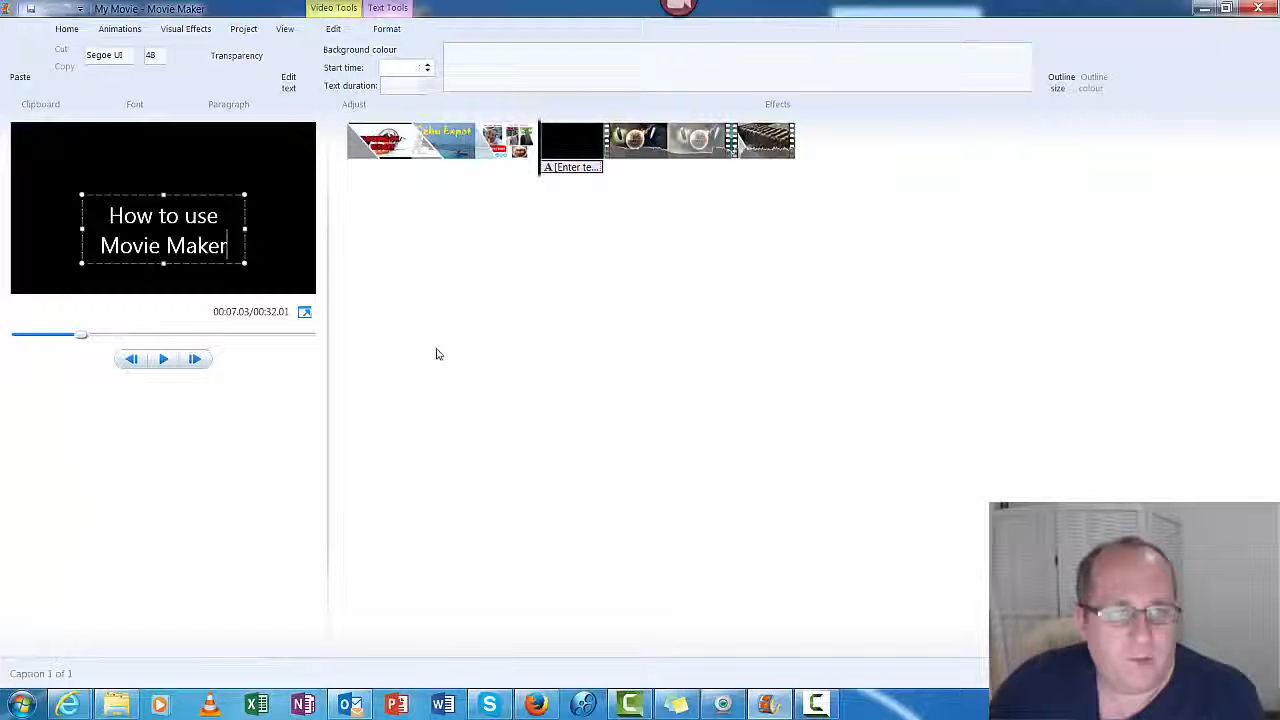 My Movie - Movie Maker
Video Tools
Text Tools
Home
Animations
Visual Effects
Project
View
Edit
Format
Cut
Copy
Paste
Segoe UI
48
Transparency
Edit
text
Background colour
Start time:
Text duration:
Outline
size
Outline
colour
Clipboard
Font
Paragraph
Adjust
Effects
A [Enter te...
How to use
Movie Maker
00:07.03/00:32.01
Caption 1 of 1